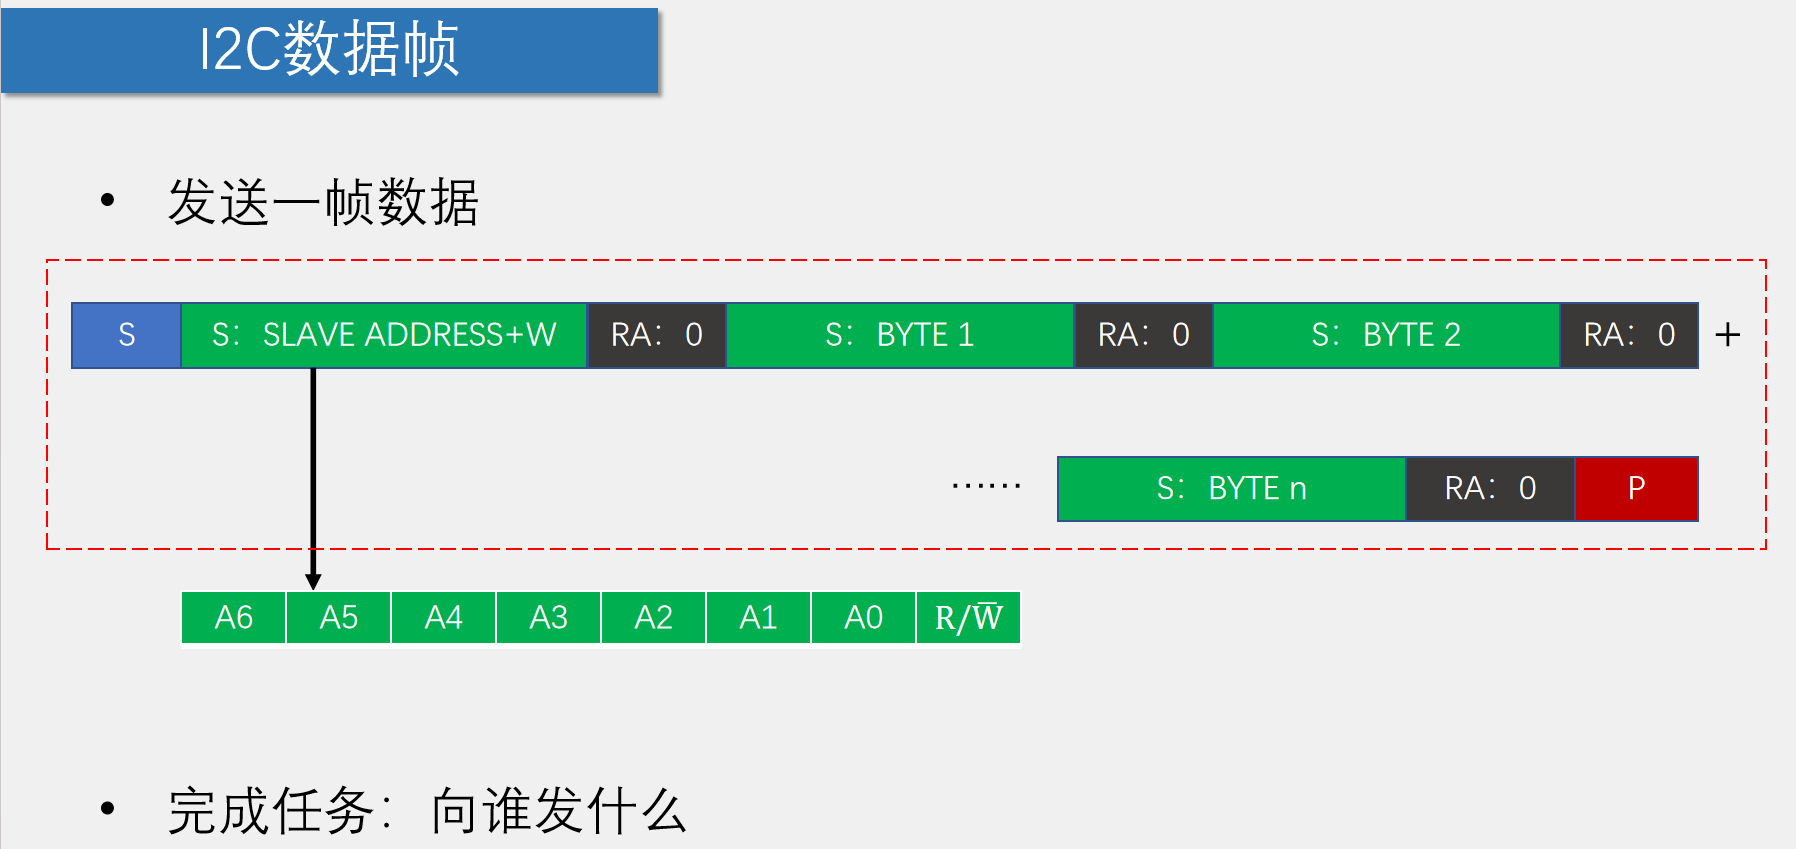 I2C数据帧
• 发送一帧数据
S S：SLAVE ADDRESS+W RA：0 S：BYTE 1 RA：0 S：BYTE 2 RA：0 +
…… S：BYTE n RA：0 P
A6 A5 A4 A3 A2 A1 A0 R/W̅
• 完成任务：向谁发什么